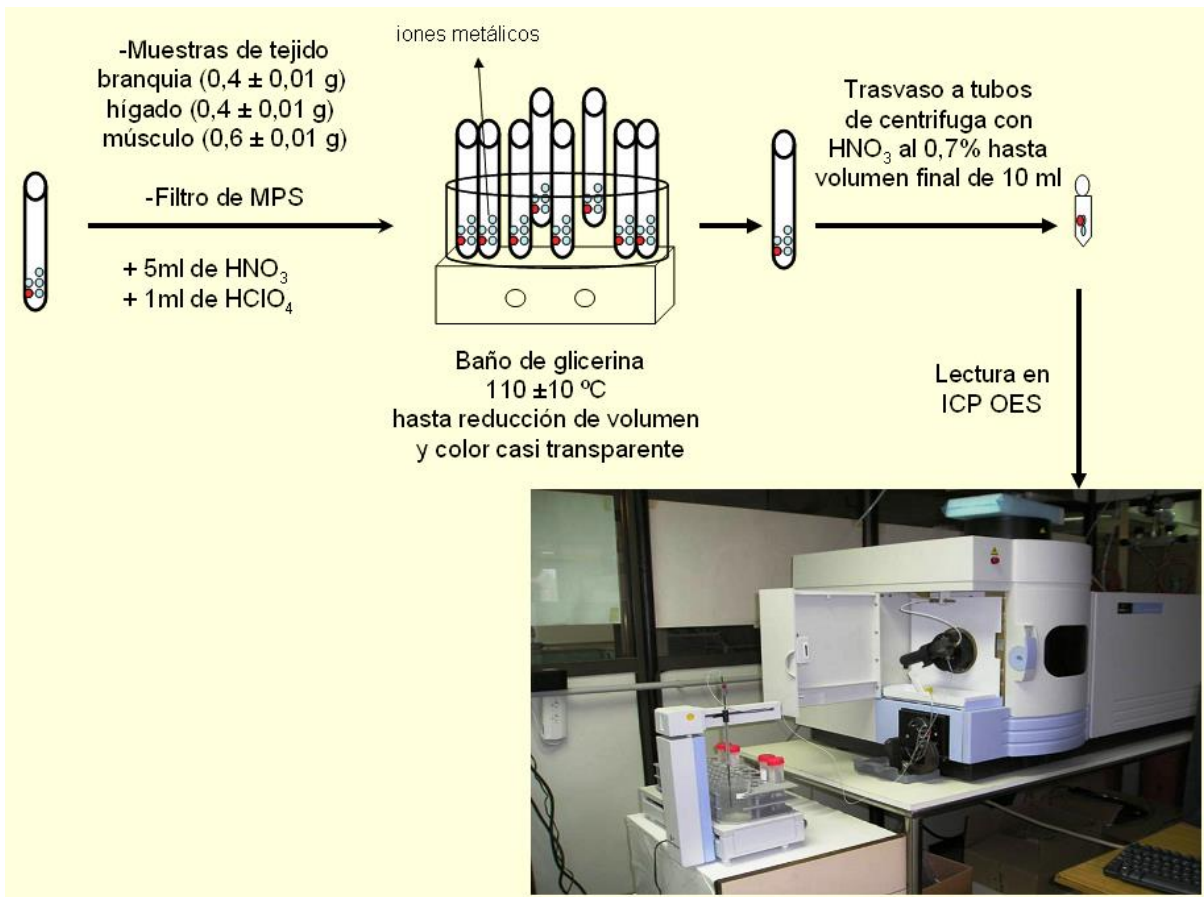 iones metálicos
-Muestras de tejido
branquia (0,4 ± 0,01 g)
hígado (0,4 ± 0,01 g)
músculo (0,6 ± 0,01 g)
-Filtro de MPS
+ 5ml de HNO₃
+ 1ml de HClO₄
Baño de glicerina
110 ±10 ºC
hasta reducción de volumen
y color casi transparente
Trasvaso a tubos
de centrifuga con
HNO₃ al 0,7% hasta
volumen final de 10 ml
Lectura en
ICP OES